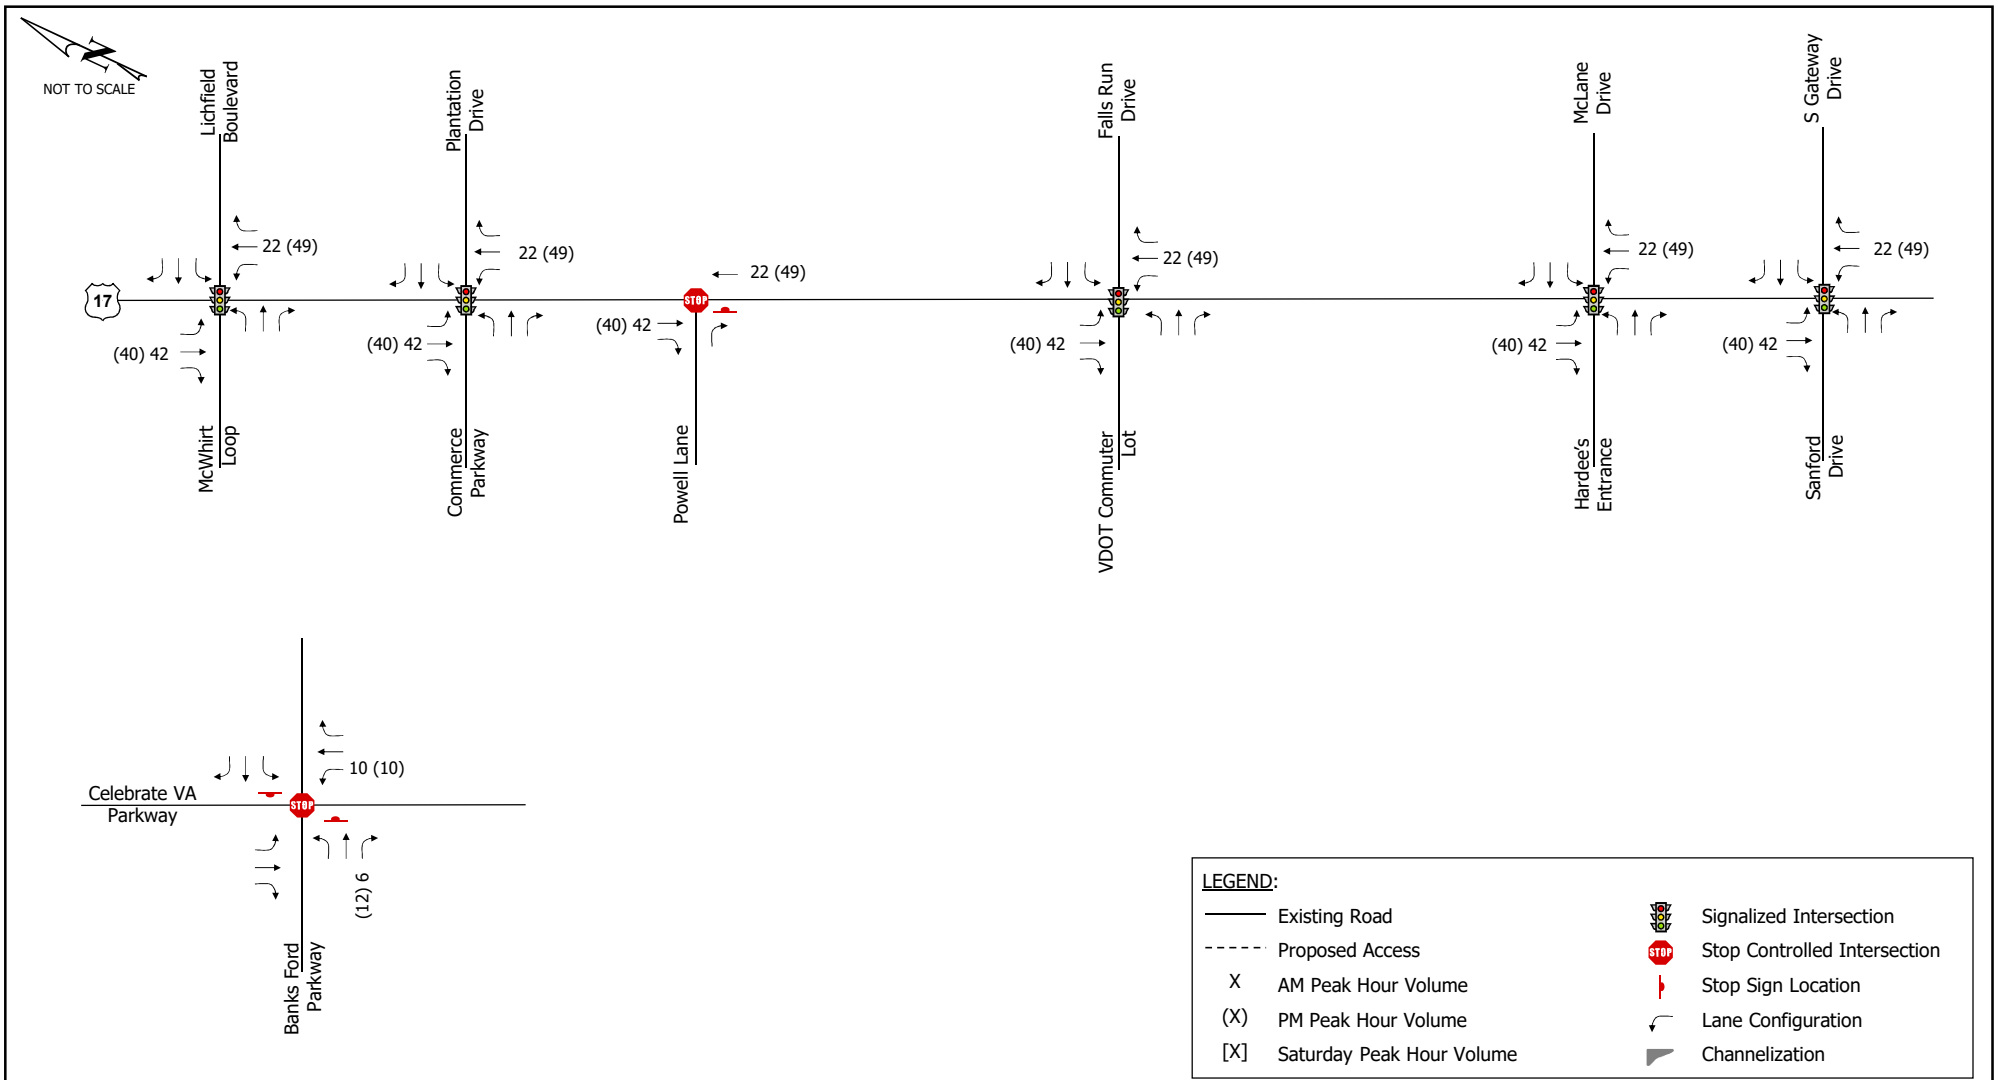 NOT TO SCALE
Lichfield
Boulevard
Plantation
Drive
Falls Run
Drive
McLane
Drive
S Gateway
Drive
22 (49)
22 (49)
22 (49)
22 (49)
22 (49)
22 (49)
17
STOP
(40) 42
(40) 42
(40) 42
(40) 42
(40) 42
(40) 42
McWhirt
Loop
Commerce
Parkway
Powell Lane
VDOT Commuter
Lot
Hardee's
Entrance
Sanford
Drive
10 (10)
Celebrate VA
Parkway
STOP
(12) 6
Banks Ford
Parkway
LEGEND:
Existing Road
Proposed Access
X AM Peak Hour Volume
(X) PM Peak Hour Volume
[X] Saturday Peak Hour Volume
Signalized Intersection
STOP Stop Controlled Intersection
Stop Sign Location
Lane Configuration
Channelization